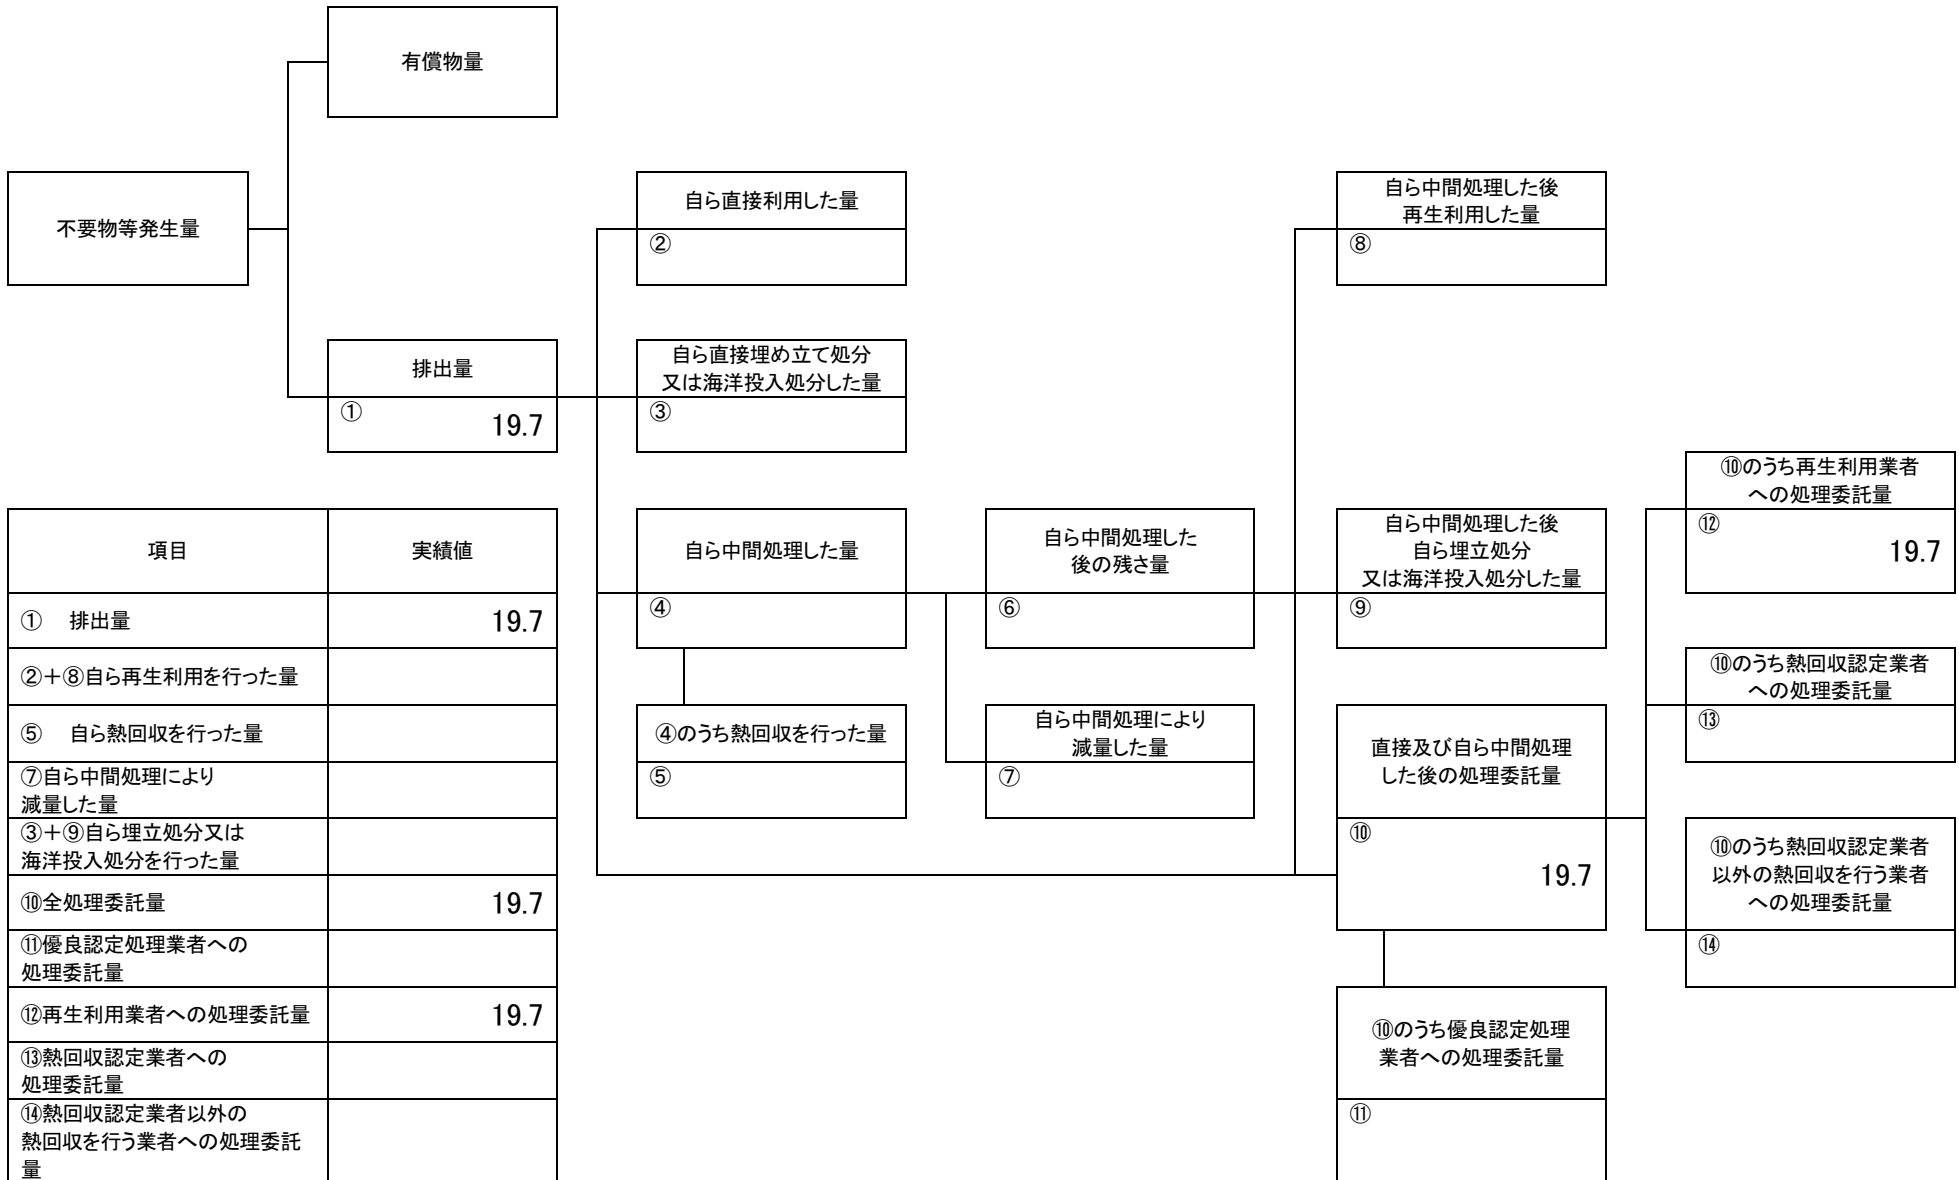 有償物量
不要物等発生量
自ら直接利用した量
②
自ら中間処理した後
再生利用した量
⑧
排出量
①
19.7
自ら直接埋め立て処分
又は海洋投入処分した量
③
⑩のうち再生利用業者
への処理委託量
⑫
19.7
自ら中間処理した量
④
自ら中間処理した
後の残さ量
⑥
自ら中間処理した後
自ら埋立処分
又は海洋投入処分した量
⑨
⑩のうち熱回収認定業者
への処理委託量
⑬
④のうち熱回収を行った量
⑤
自ら中間処理により
減量した量
⑦
直接及び自ら中間処理
した後の処理委託量
⑩
19.7
⑩のうち熱回収認定業者
以外の熱回収を行う業者
への処理委託量
⑭
⑩のうち優良認定処理
業者への処理委託量
⑪
項目 実績値
① 排出量 19.7
②＋⑧自ら再生利用を行った量
⑤ 自ら熱回収を行った量
⑦自ら中間処理により
減量した量
③＋⑨自ら埋立処分又は
海洋投入処分を行った量
⑩全処理委託量 19.7
⑪優良認定処理業者への
処理委託量
⑫再生利用業者への処理委託量 19.7
⑬熱回収認定業者への
処理委託量
⑭熱回収認定業者以外の
熱回収を行う業者への処理委託
量